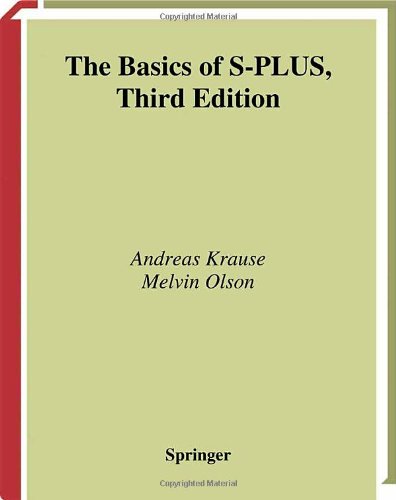 Copyrighted Material
The Basics of S-PLUS,
Third Edition
Andreas Krause
Melvin Olson
Springer
Copyrighted Material